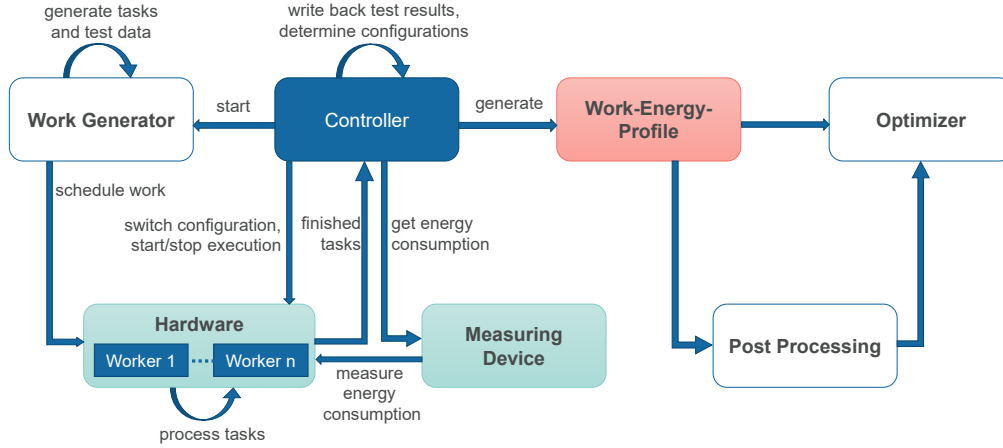 generate tasks
and test data
write back test results,
determine configurations
Work Generator
start
Controller
generate
Work-Energy-
Profile
Optimizer
schedule work
switch configuration,
start/stop execution
finished
tasks
get energy
consumption
Hardware
Worker 1
Worker n
Measuring
Device
Post Processing
measure
energy
consumption
process tasks